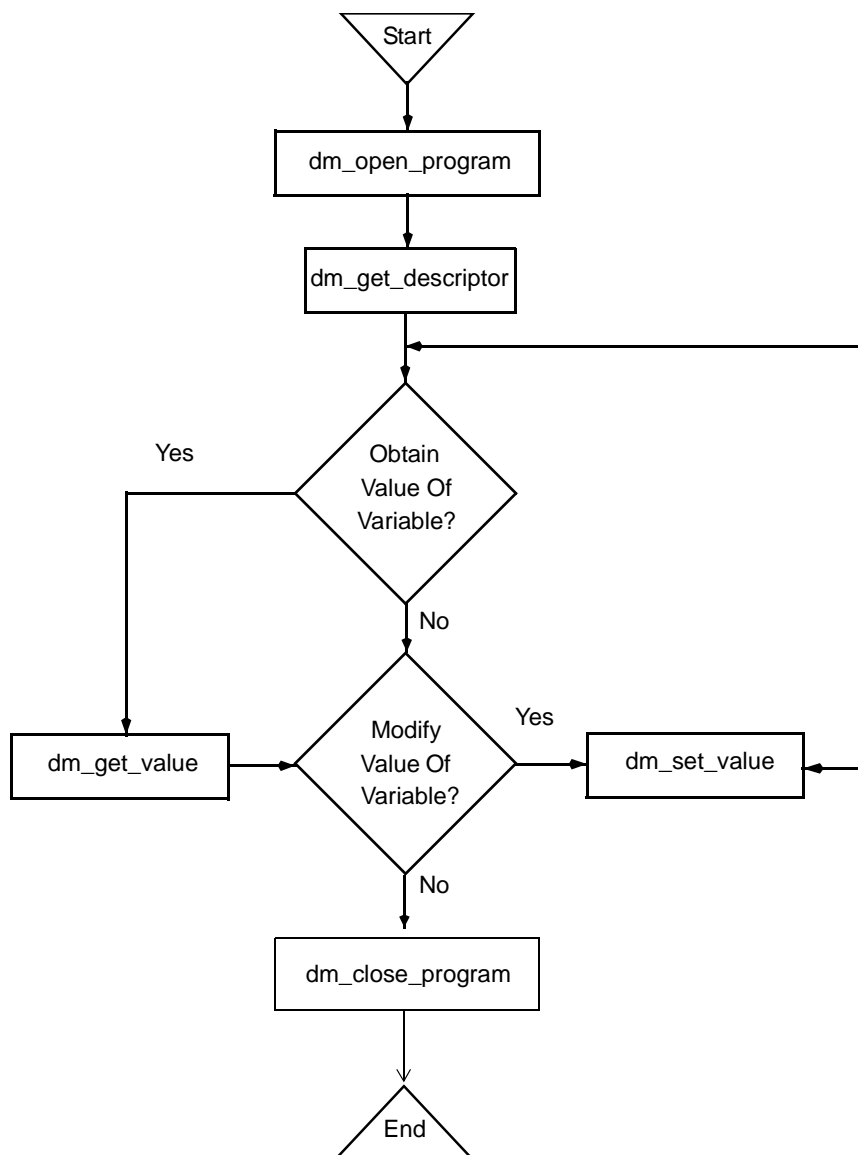 Start
dm_open_program
dm_get_descriptor
Yes
Obtain
Value Of
Variable?
No
dm_get_value
Modify
Value Of
Variable?
Yes
dm_set_value
No
dm_close_program
End